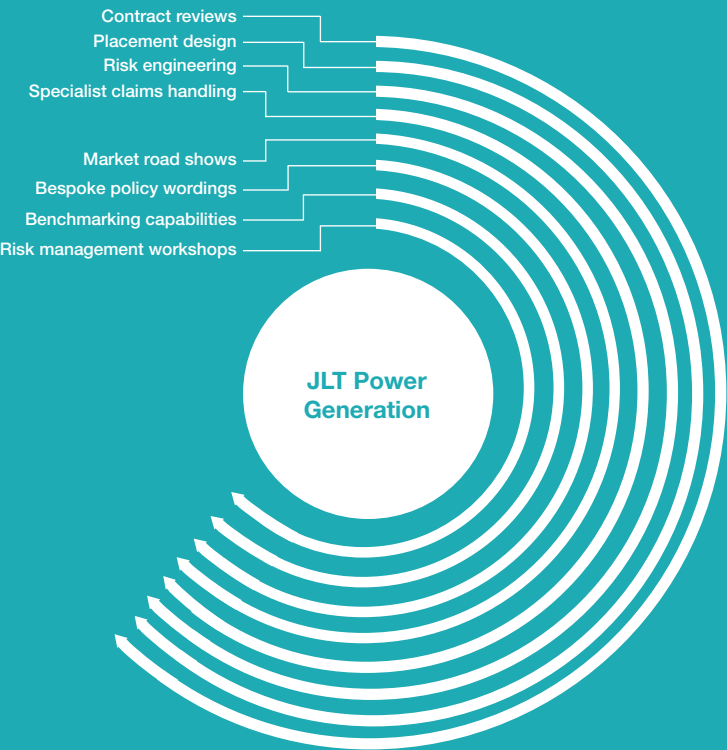 Contract reviews
Placement design
Risk engineering
Specialist claims handling
Market road shows
Bespoke policy wordings
Benchmarking capabilities
Risk management workshops
JLT Power
Generation